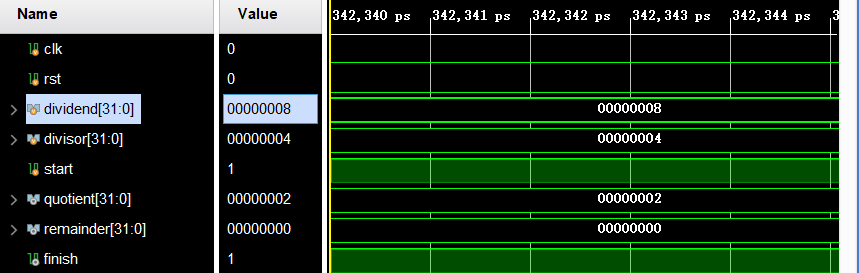 Name Value 342,340 ps 342,341 ps 342,342 ps 342,343 ps 342,344 ps
clk 0
rst 0
dividend[31:0] 00000008 00000008
divisor[31:0] 00000004 00000004
start 1
quotient[31:0] 00000002 00000002
remainder[31:0] 00000000 00000000
finish 1